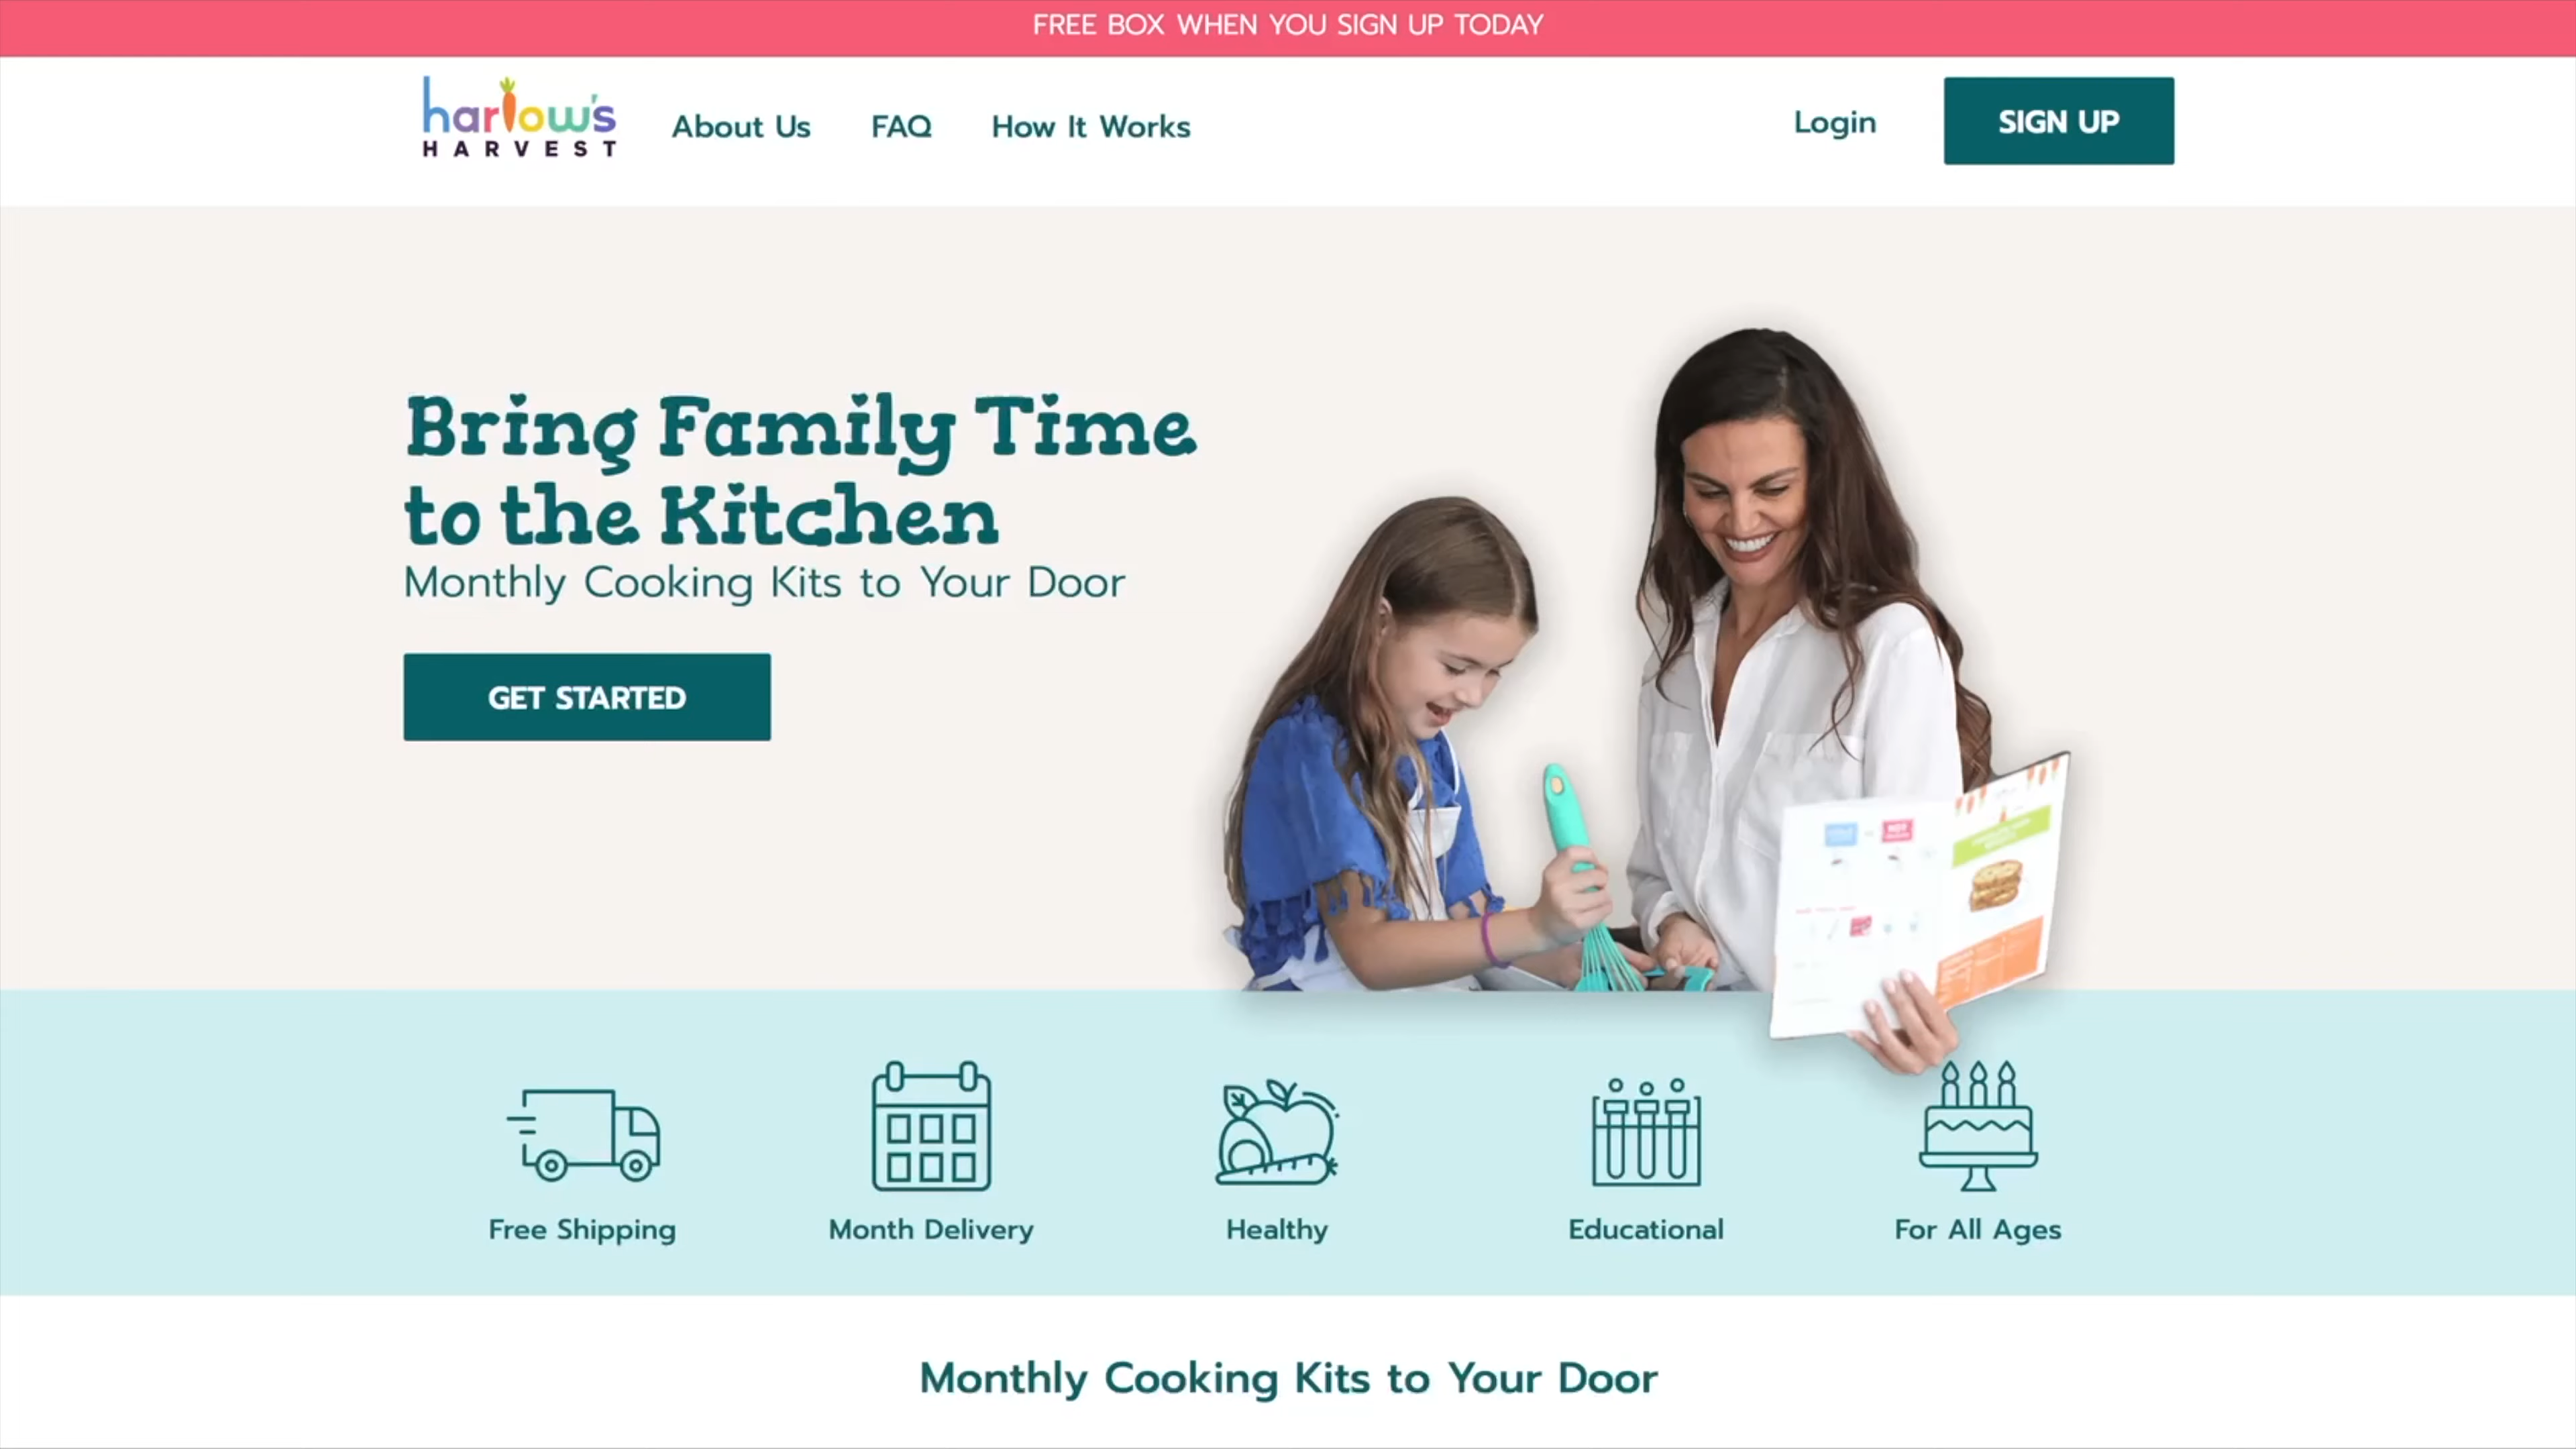 FREE BOX WHEN YOU SIGN UP TODAY
harlow's
HARVEST
About Us
FAQ
How It Works
Login
SIGN UP
Bring Family Time
to the Kitchen
Monthly Cooking Kits to Your Door
GET STARTED
Free Shipping
Month Delivery
Healthy
Educational
For All Ages
Monthly Cooking Kits to Your Door